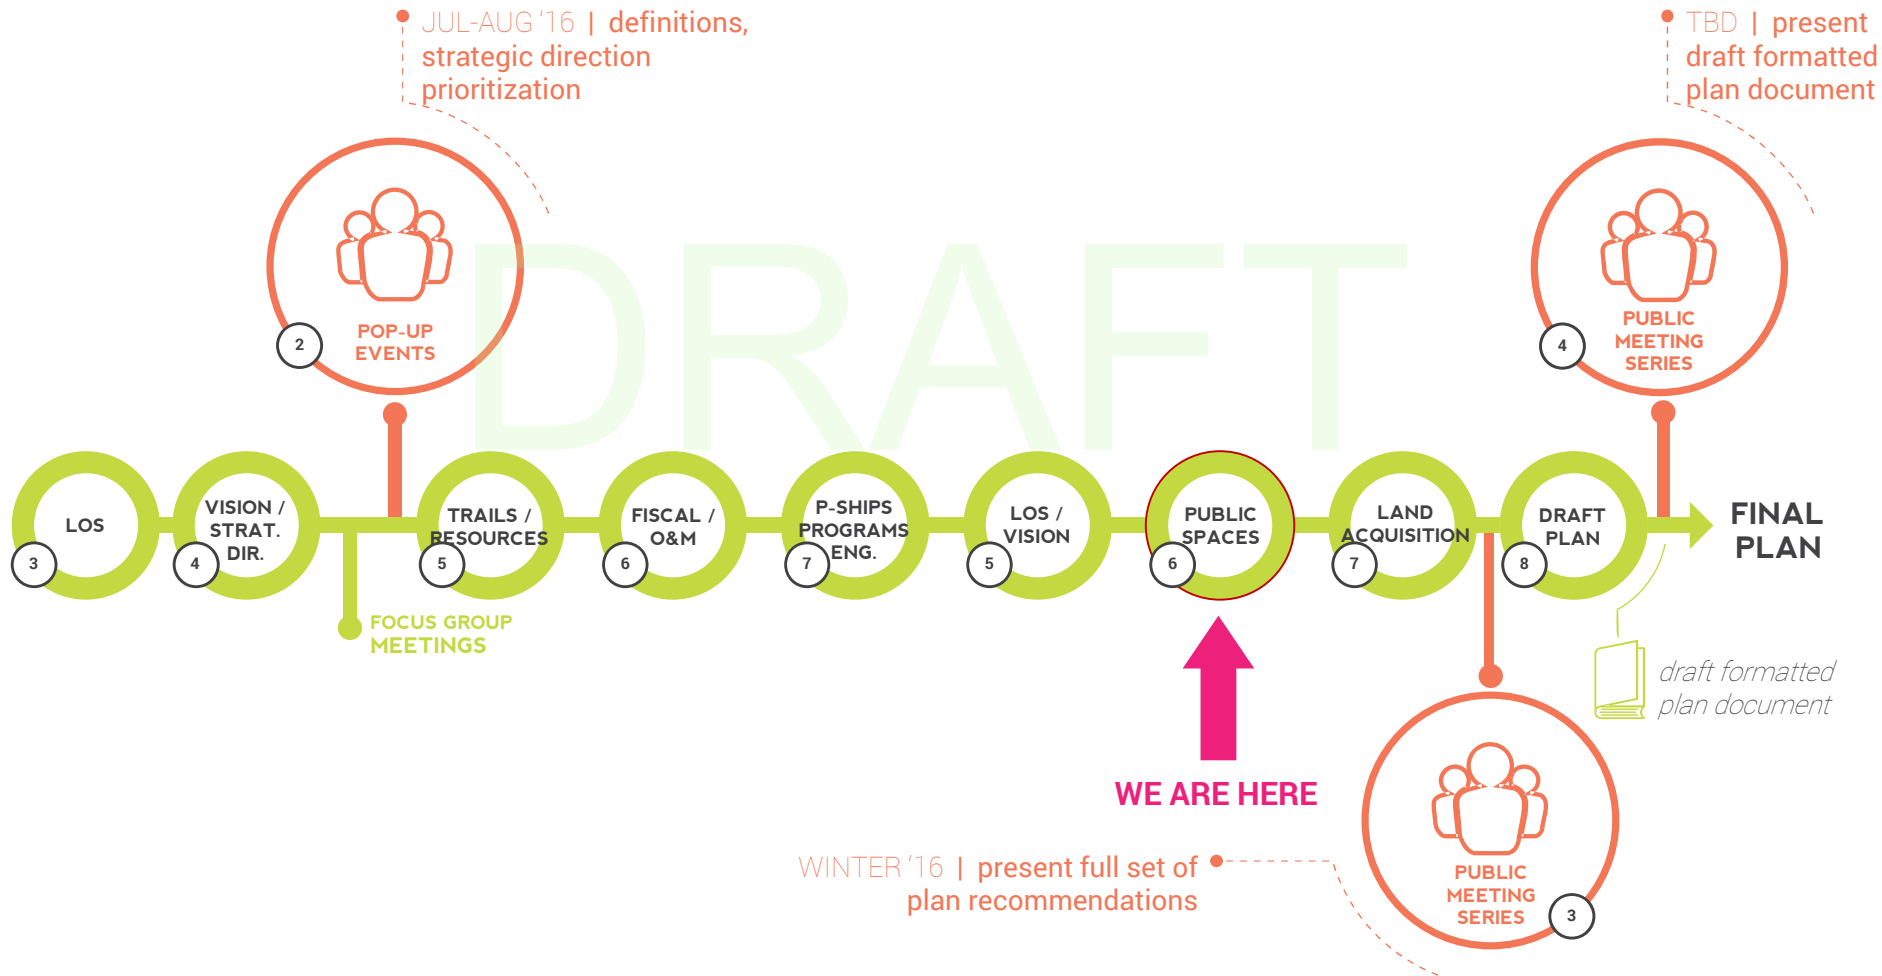 JUL-AUG '16 | definitions,
strategic direction
prioritization
TBD | present
draft formatted
plan document
DRAFT
2
POP-UP
EVENTS
4
PUBLIC
MEETING
SERIES
LOS
3
VISION /
STRAT.
DIR.
4
TRAILS /
RESOURCES
5
FISCAL /
O&M
6
P-SHIPS
PROGRAMS
ENG.
7
LOS /
VISION
5
PUBLIC
SPACES
6
LAND
ACQUISITION
7
DRAFT
PLAN
8
FINAL
PLAN
FOCUS GROUP
MEETINGS
draft formatted
plan document
WE ARE HERE
WINTER '16 | present full set of
plan recommendations
PUBLIC
MEETING
SERIES
3